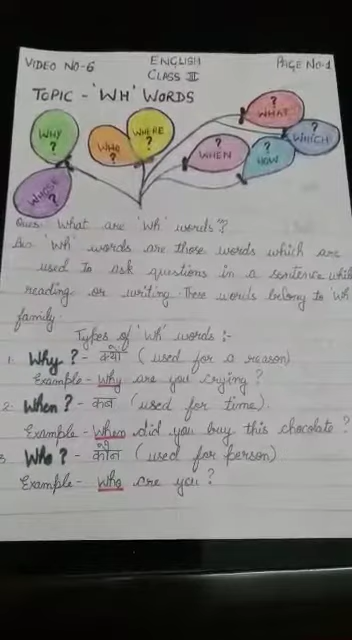 VIDEO NO-6 ENGLISH PAGE NO-1
CLASS III
TOPIC - 'WH' WORDS
WHY ?
WHO ?
WHERE ?
WHEN ?
WHAT ?
WHICH ?
HOW ?
WHOSE ?
Ques: What are 'Wh' words?
Ans 'Wh' words are those words which are
used to ask questions in a sentence while
reading or writing. These words belong to 'wh
family.
Types of 'Wh' words :-
1. Why? - क्यों (used for a reason)
Example - Why are you crying?
2. When? - कब (used for time).
Example - When did you buy this chocolate?
3. Who? - कौन (used for person)
Example - Who are you?